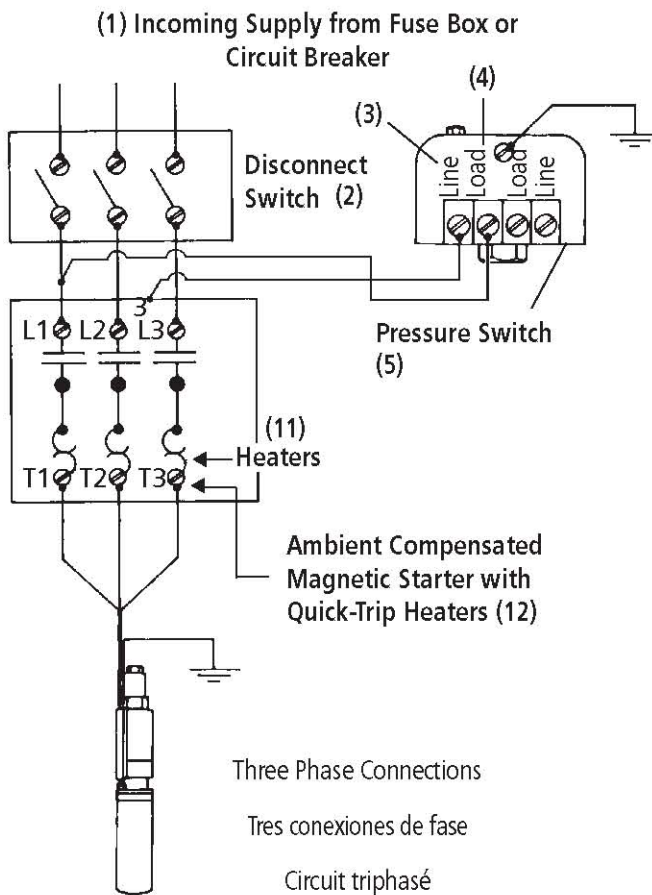 (1) Incoming Supply from Fuse Box or
Circuit Breaker
(4)
(3)
Line
Load
Load
Line
Disconnect
Switch (2)
3
L1
L2
L3
Pressure Switch
(5)
(11)
Heaters
T1
T2
T3
Ambient Compensated
Magnetic Starter with
Quick-Trip Heaters (12)
Three Phase Connections
Tres conexiones de fase
Circuit triphasé